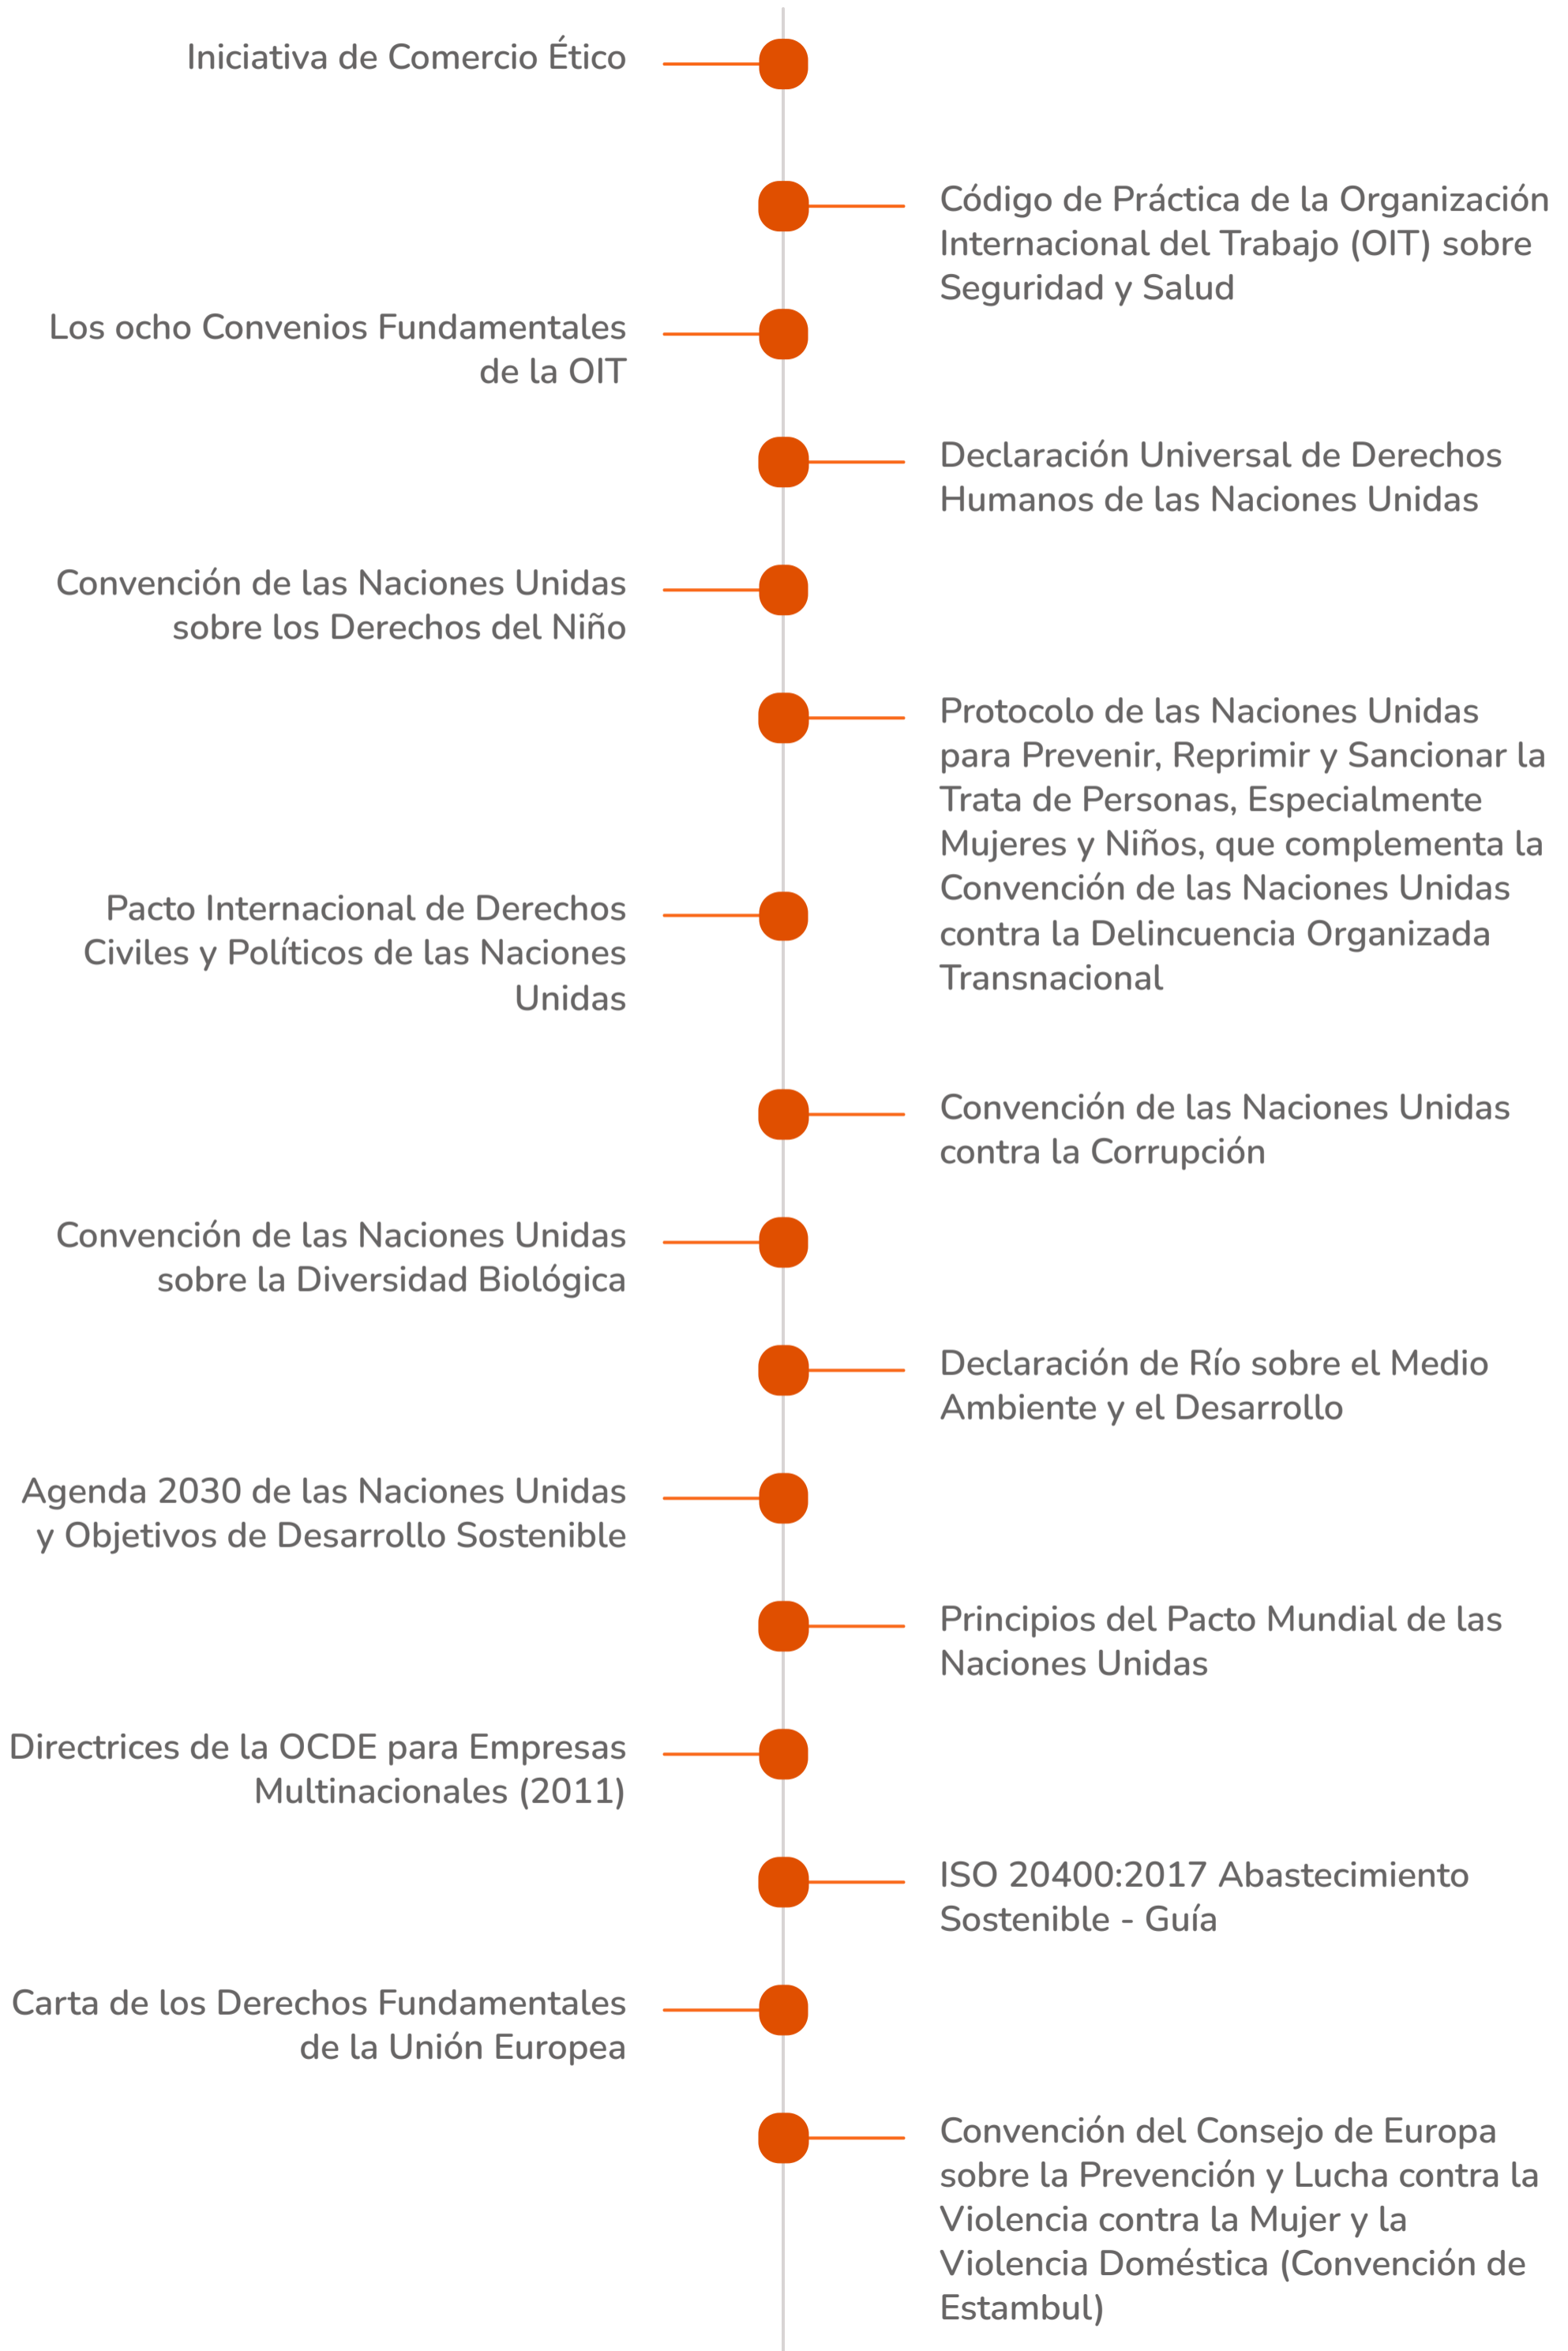 Iniciativa de Comercio Ético
Código de Práctica de la Organización
Internacional del Trabajo (OIT) sobre
Seguridad y Salud
Los ocho Convenios Fundamentales
de la OIT
Declaración Universal de Derechos
Humanos de las Naciones Unidas
Convención de las Naciones Unidas
sobre los Derechos del Niño
Protocolo de las Naciones Unidas
para Prevenir, Reprimir y Sancionar la
Trata de Personas, Especialmente
Mujeres y Niños, que complementa la
Convención de las Naciones Unidas
contra la Delincuencia Organizada
Transnacional
Pacto Internacional de Derechos
Civiles y Políticos de las Naciones
Unidas
Convención de las Naciones Unidas
contra la Corrupción
Convención de las Naciones Unidas
sobre la Diversidad Biológica
Declaración de Río sobre el Medio
Ambiente y el Desarrollo
Agenda 2030 de las Naciones Unidas
y Objetivos de Desarrollo Sostenible
Principios del Pacto Mundial de las
Naciones Unidas
Directrices de la OCDE para Empresas
Multinacionales (2011)
ISO 20400:2017 Abastecimiento
Sostenible - Guía
Carta de los Derechos Fundamentales
de la Unión Europea
Convención del Consejo de Europa
sobre la Prevención y Lucha contra la
Violencia contra la Mujer y la
Violencia Doméstica (Convención de
Estambul)